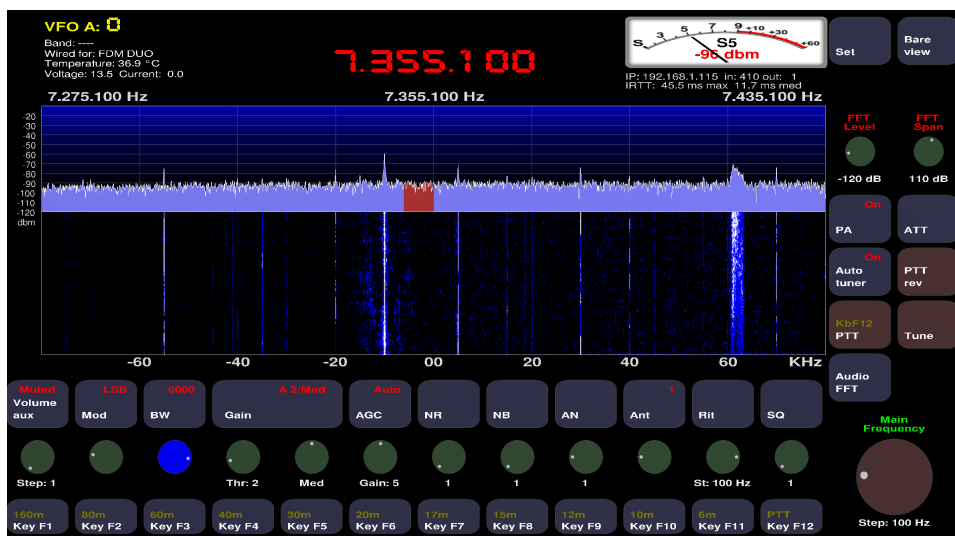 VFO A: 0
Band: ----
Wired for: FDM DUO
Temperature: 36.9 °C
Voltage: 13.5 Current: 0.0
7.355.100
S 3 5 7 9 +10 +30 +60
S5
-96 dbm
IP: 192.168.1.115 in: 410 out: 1
IRTT: 45.5 ms max 11.7 ms med
Set
Bare
view
7.275.100 Hz 7.355.100 Hz 7.435.100 Hz
-20
-30
-40
-50
-60
-70
-80
-90
-100
-110
-120
dbm
-60 -40 -20 00 20 40 60 KHz
FFT
Level
FFT
Span
-120 dB 110 dB
On
PA
ATT
On
Auto
tuner
PTT
rev
KbF12
PTT
Tune
Audio
FFT
Muted
Volume
aux
LSB
Mod
6000
BW
A 2/Med
Gain
Auto
AGC
NR
NB
AN
1
Ant
Rit
SQ
Step: 1 Thr: 2 Med Gain: 5 1 1 1 St: 100 Hz 1
Main
Frequency
Step: 100 Hz
160m 80m 60m 40m 30m 20m 17m 15m 12m 10m 6m PTT
Key F1 Key F2 Key F3 Key F4 Key F5 Key F6 Key F7 Key F8 Key F9 Key F10 Key F11 Key F12